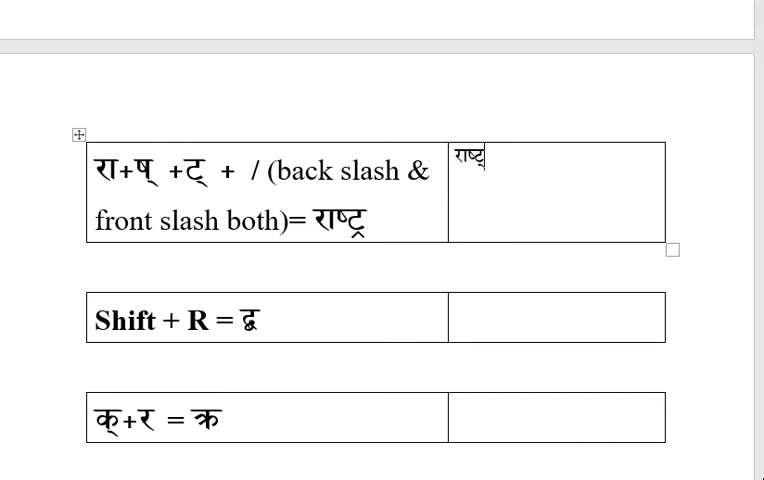 रा+ष् +ट् + / (back slash &
front slash both)= राष्ट्र
राष्ट्
Shift + R = द्ब
क्+र = क्र